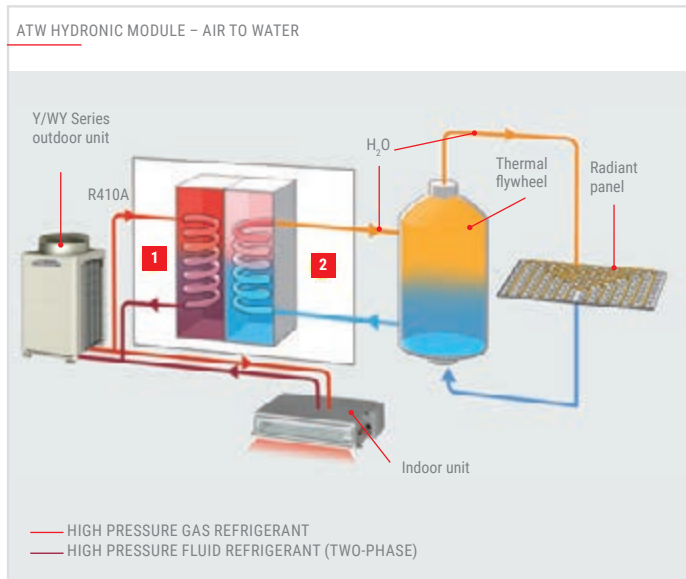 ATW HYDRONIC MODULE – AIR TO WATER
Y/WY Series
outdoor unit
H₂O
Thermal
flywheel
Radiant
panel
R410A
1
2
Indoor unit
HIGH PRESSURE GAS REFRIGERANT
HIGH PRESSURE FLUID REFRIGERANT (TWO-PHASE)